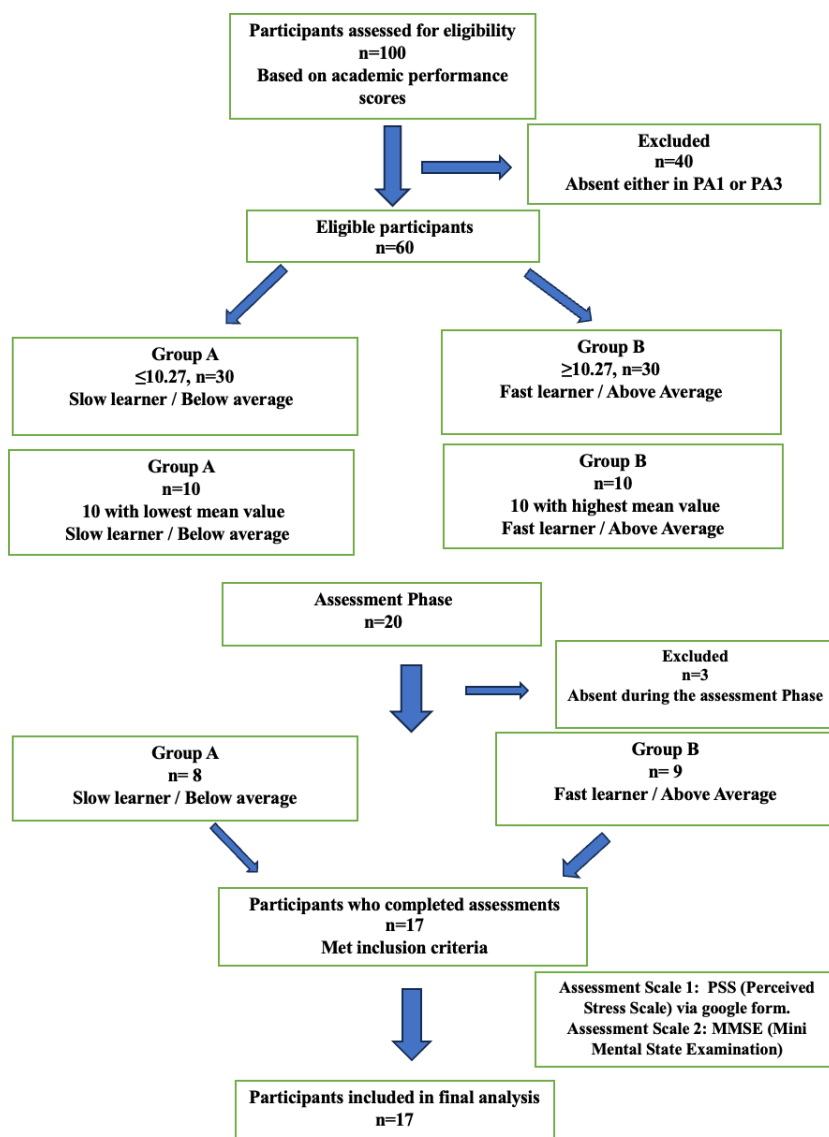 Participants assessed for eligibility
n=100
Based on academic performance
scores
Excluded
n=40
Absent either in PA1 or PA3
Eligible participants
n=60
Group A
≤10.27, n=30
Slow learner / Below average
Group B
≥10.27, n=30
Fast learner / Above Average
Group A
n=10
10 with lowest mean value
Slow learner / Below average
Group B
n=10
10 with highest mean value
Fast learner / Above Average
Assessment Phase
n=20
Excluded
n=3
Absent during the assessment Phase
Group A
n= 8
Slow learner / Below average
Group B
n= 9
Fast learner / Above Average
Participants who completed assessments
n=17
Met inclusion criteria
Assessment Scale 1:  PSS (Perceived
Stress Scale) via google form.
Assessment Scale 2: MMSE (Mini
Mental State Examination)
Participants included in final analysis
n=17